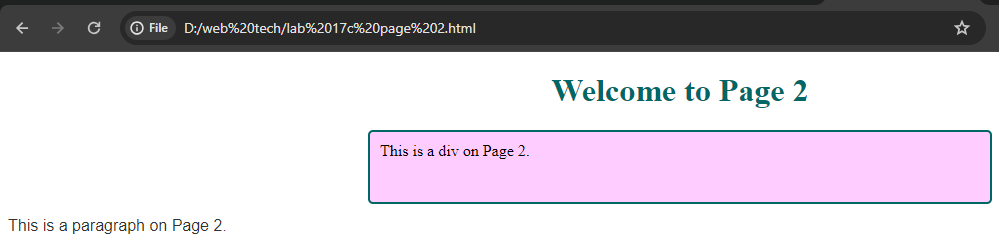 File D:/web%20tech/lab%2017c%20page%202.html
Welcome to Page 2
This is a div on Page 2.
This is a paragraph on Page 2.